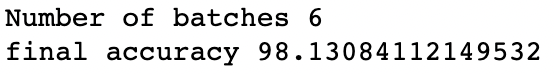 Number of batches 6
final accuracy 98.13084112149532